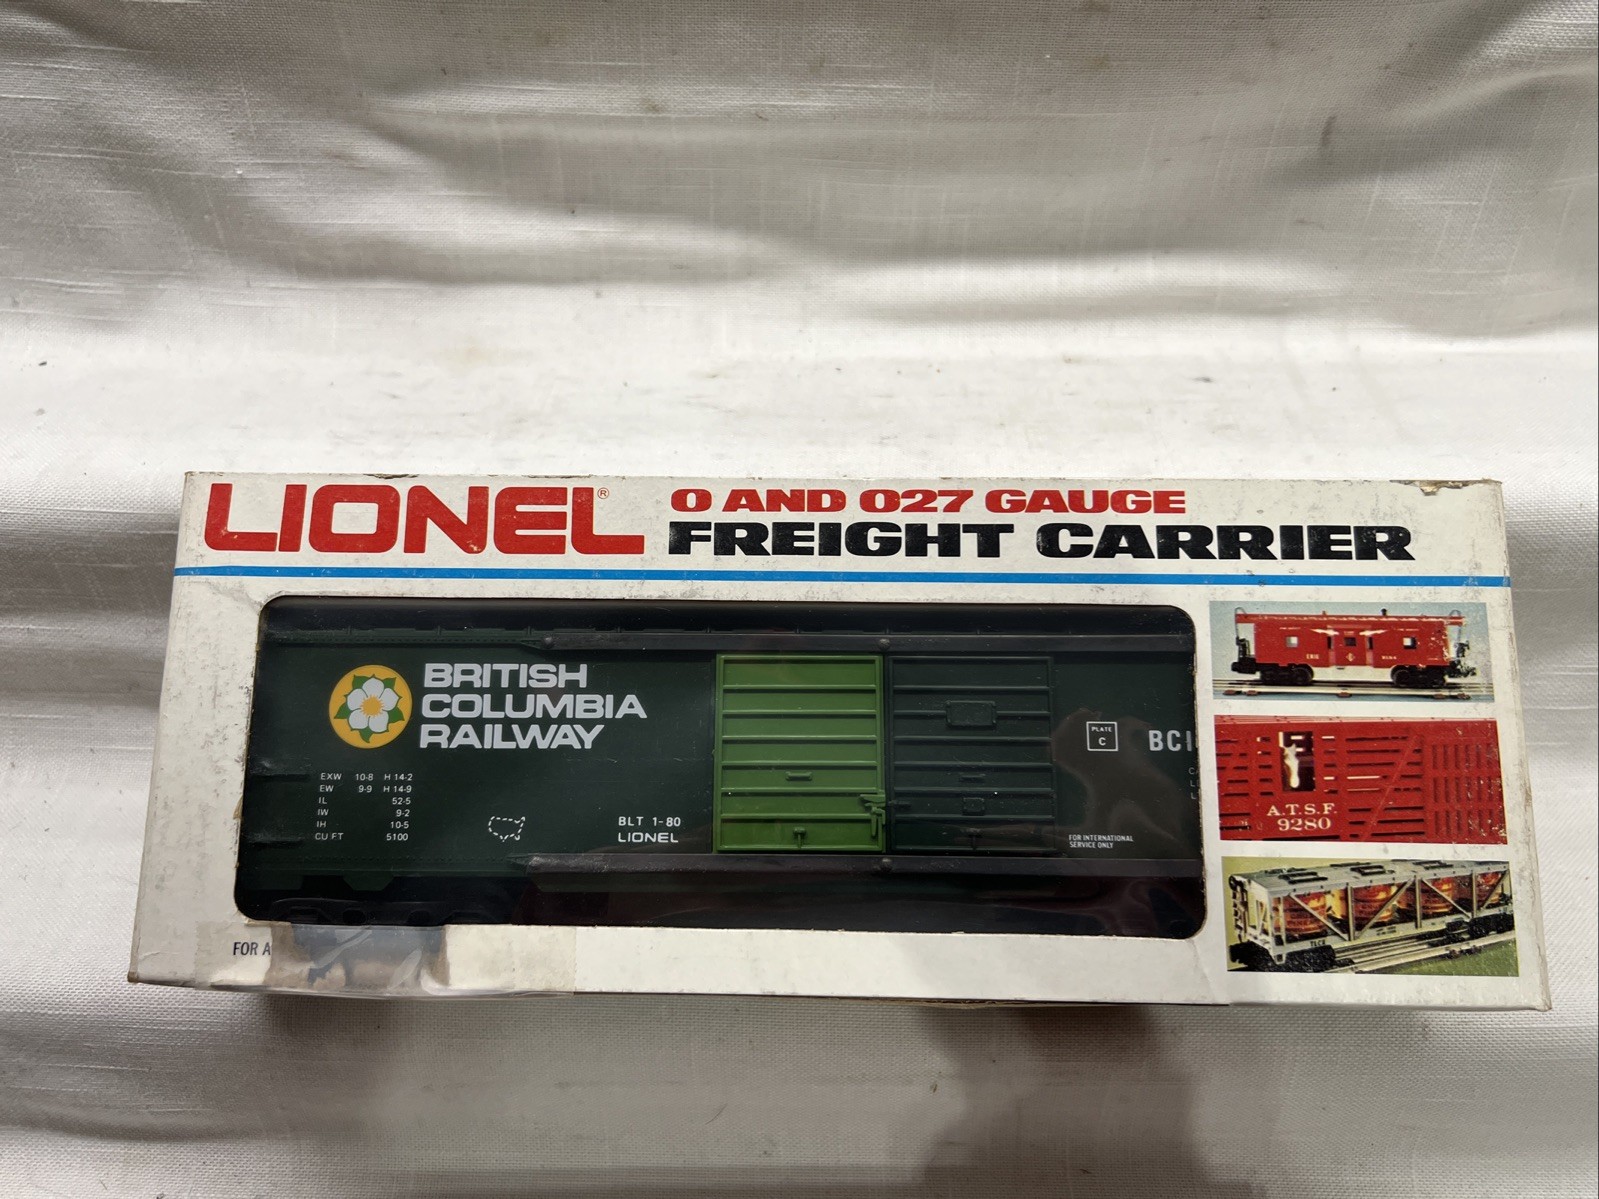 LIONEL®
O AND O27 GAUGE
FREIGHT CARRIER
BRITISH
COLUMBIA
RAILWAY
EXW 10-8 H 14-2
EW 9-9 H 14-9
IL 52-5
IW 9-2
IH 10-5
CU FT 5100
BLT 1-80
LIONEL
PLATE
C
BCI
FOR INTERNATIONAL
SERVICE ONLY
A.T.S.F.
9280
TLCX
FOR A